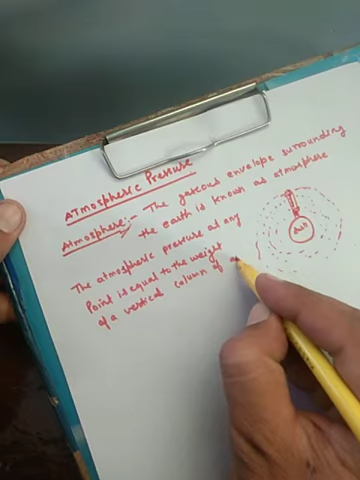 Atmospheric Pressure
Atmosphere:- The gaseous envelope surrounding
the earth is known as atmosphere
The atmospheric pressure at any
Point is equal to the weight
of a vertical column of